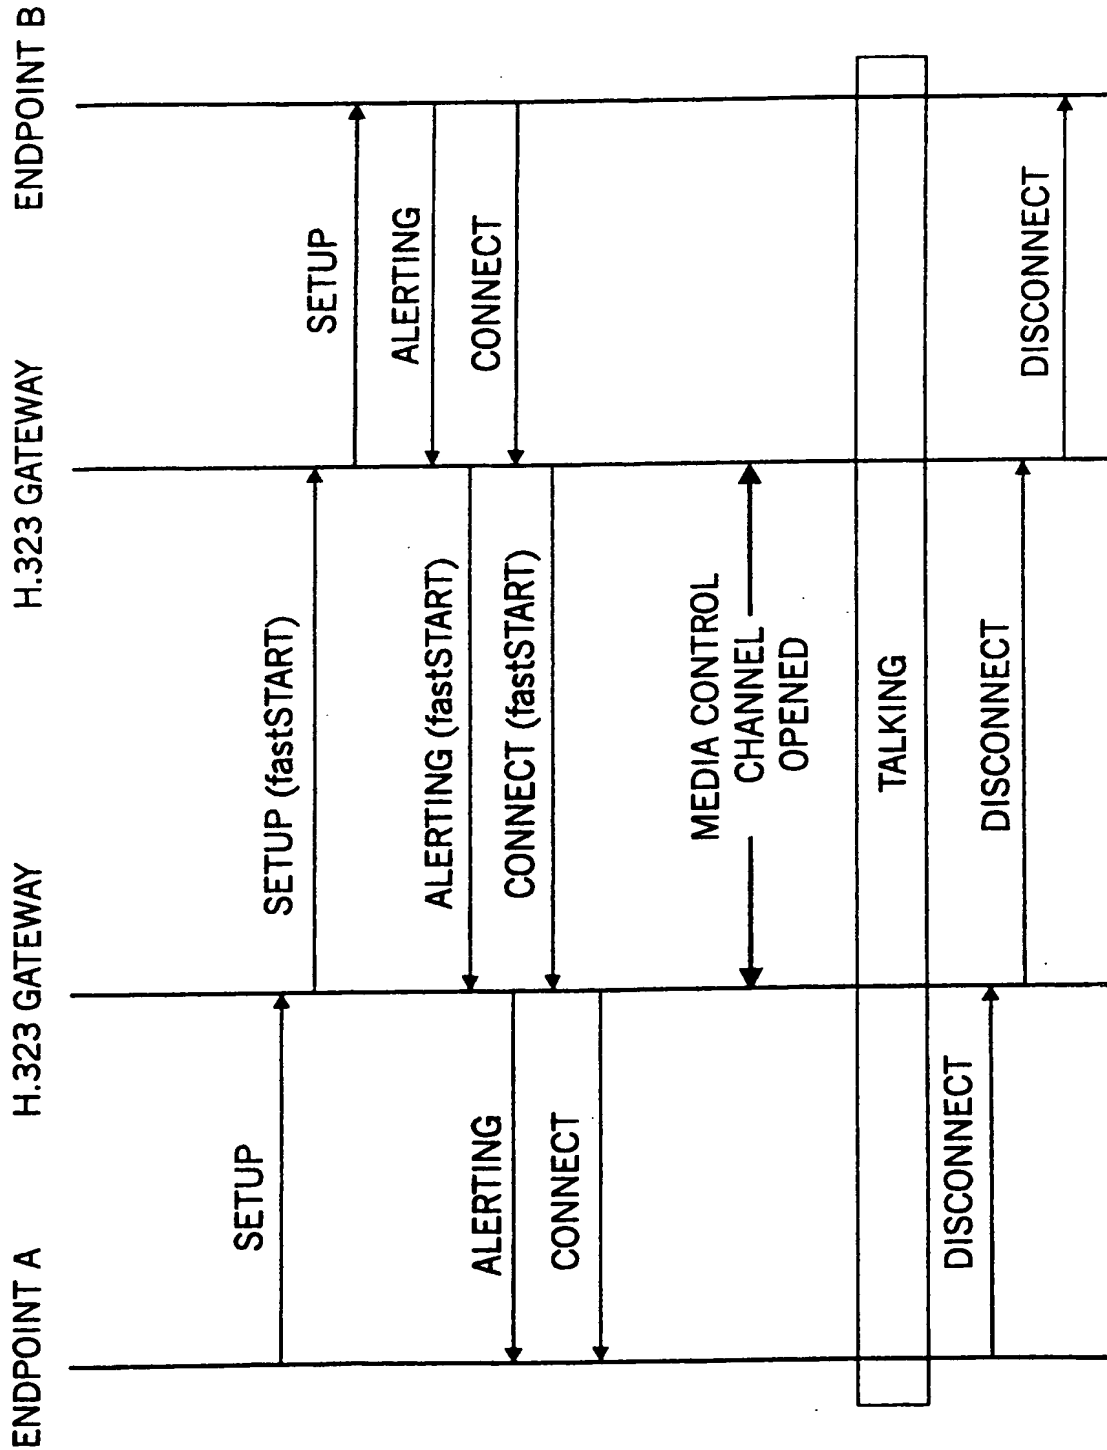 ENDPOINT A
H.323 GATEWAY
H.323 GATEWAY
ENDPOINT B
SETUP
SETUP (fastSTART)
SETUP
ALERTING
ALERTING (fastSTART)
ALERTING
CONNECT
CONNECT (fastSTART)
CONNECT
MEDIA CONTROL
CHANNEL
OPENED
TALKING
DISCONNECT
DISCONNECT
DISCONNECT